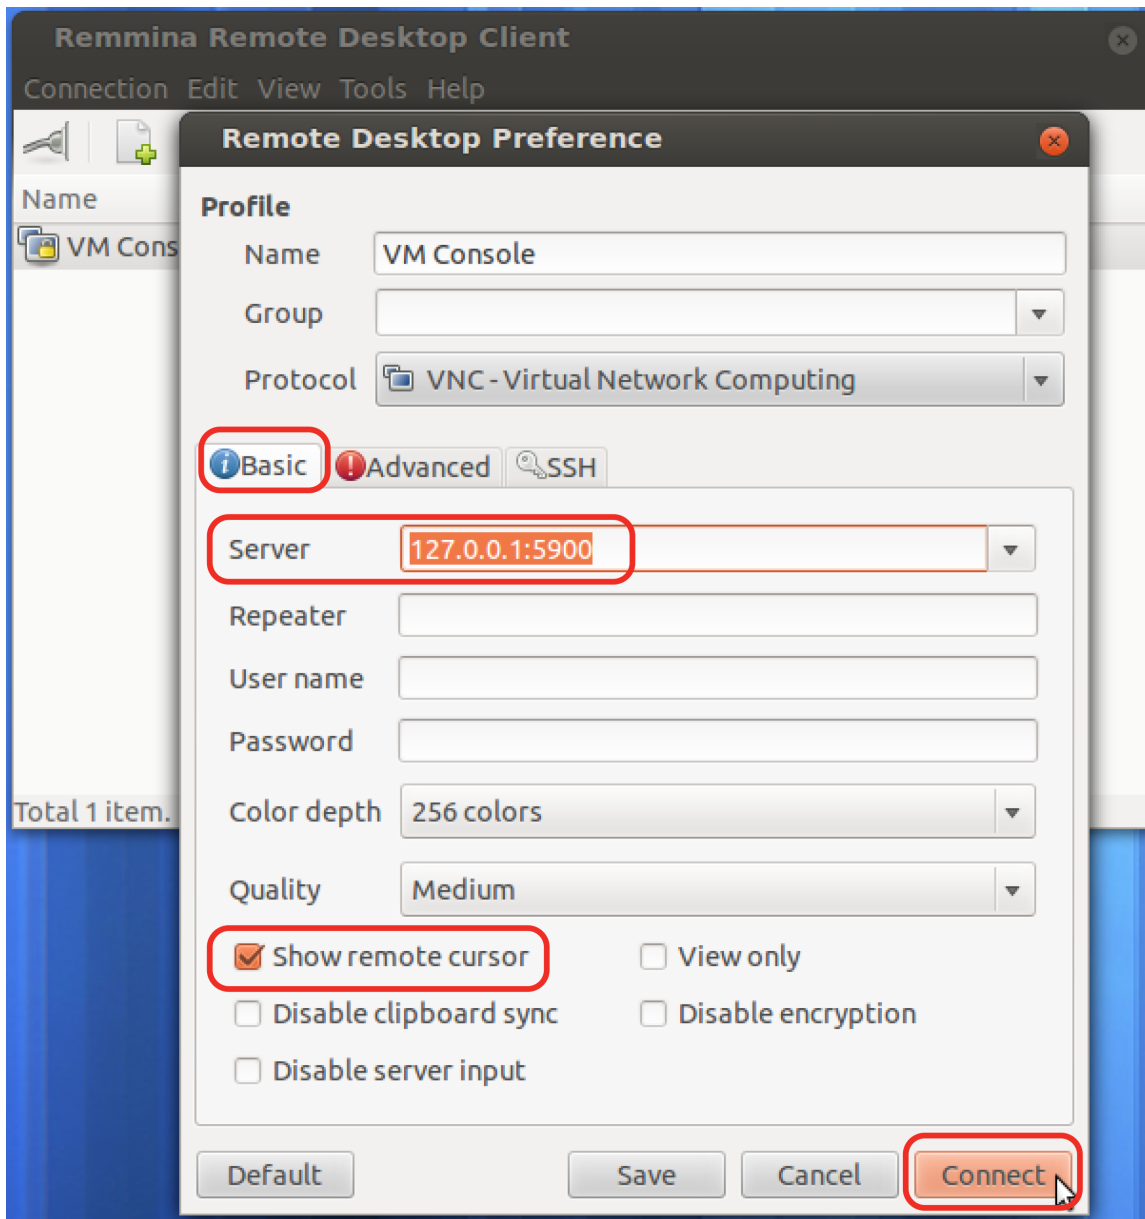 Remmina Remote Desktop Client
Connection Edit View Tools Help
Remote Desktop Preference
Name
Profile
VM Cons
Name VM Console
Group
Protocol VNC - Virtual Network Computing
Basic Advanced SSH
Server 127.0.0.1:5900
Repeater
User name
Password
Total 1 item.
Color depth 256 colors
Quality Medium
Show remote cursor View only
Disable clipboard sync Disable encryption
Disable server input
Default Save Cancel Connect